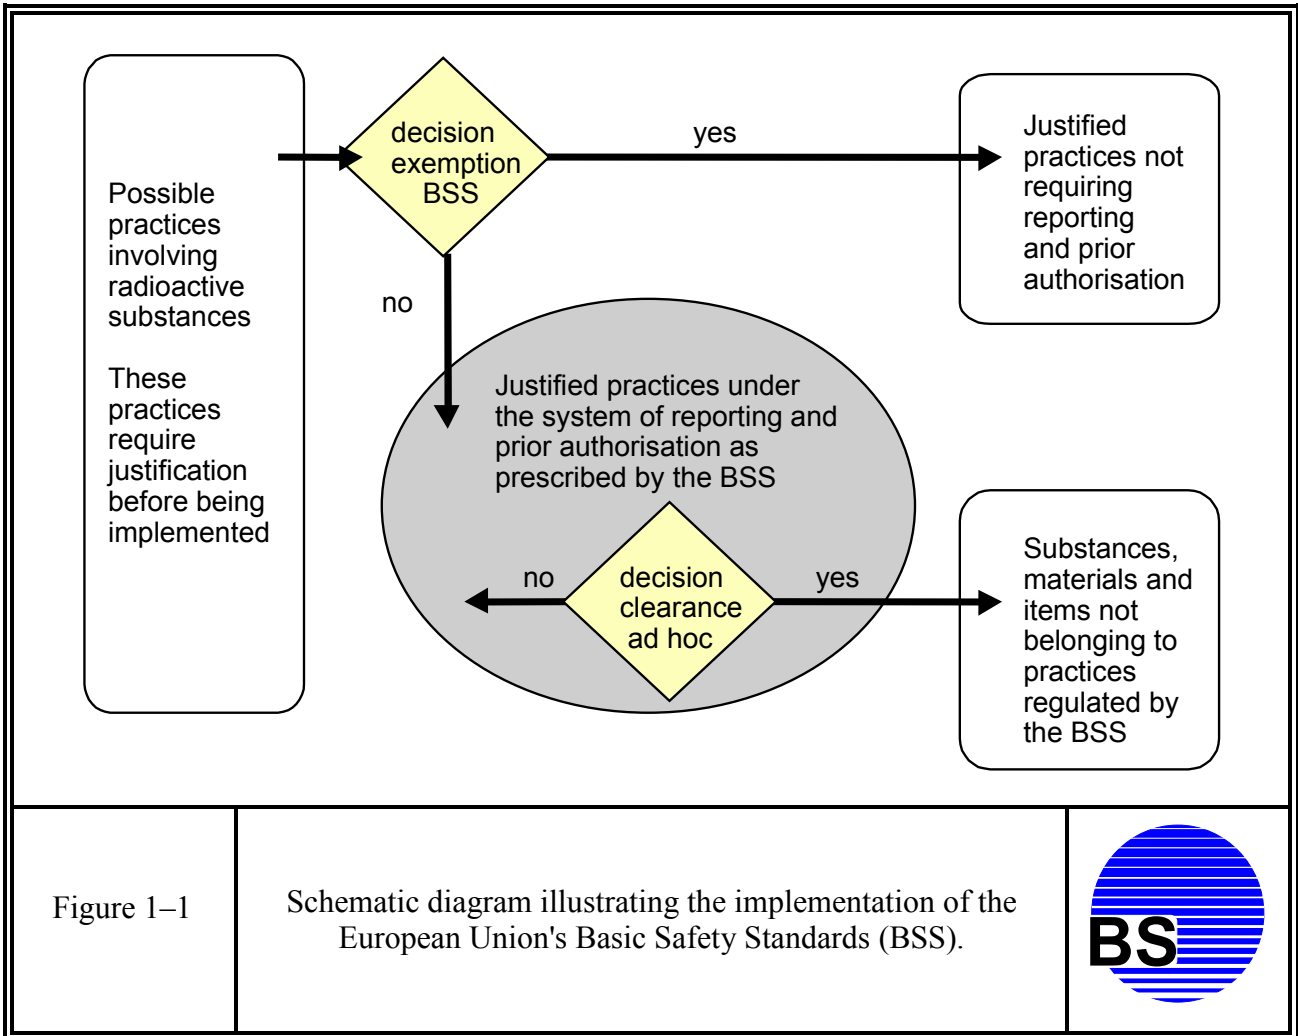 Possible
practices
involving
radioactive
substances
These
practices
require
justification
before being
implemented
decision
exemption
BSS
yes
no
Justified
practices not
requiring
reporting
and prior
authorisation
Justified practices under
the system of reporting and
prior authorisation as
prescribed by the BSS
no
decision
clearance
ad hoc
yes
Substances,
materials and
items not
belonging to
practices
regulated by
the BSS
Figure 1–1
Schematic diagram illustrating the implementation of the
European Union's Basic Safety Standards (BSS).
BS